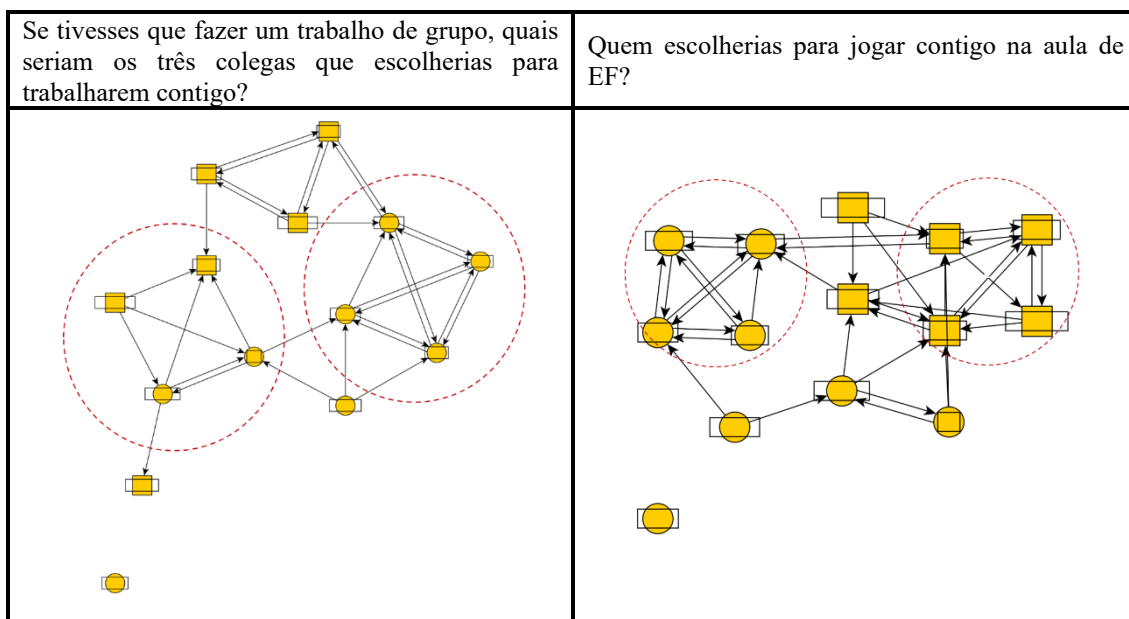 Se tivesses que fazer um trabalho de grupo, quais
seriam os três colegas que escolherias para
trabalharem contigo?
Quem escolherias para jogar contigo na aula de
EF?